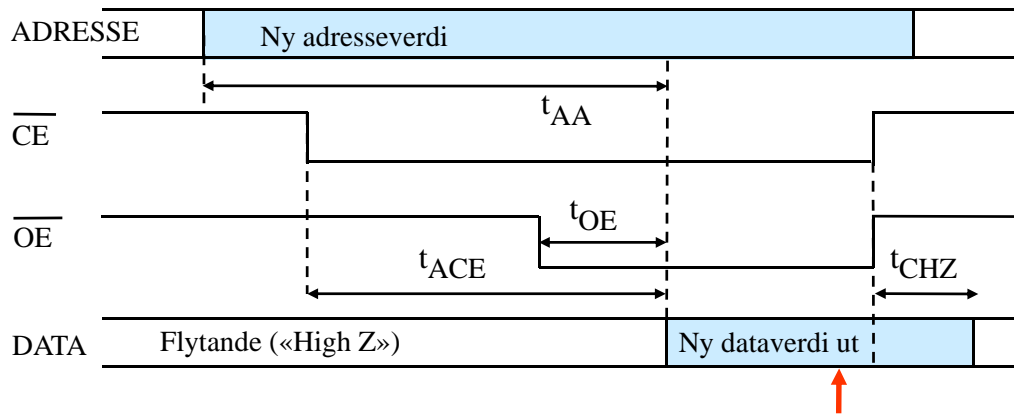 ADRESSE
Ny adresseverdi
tAA
CE
OE
tOE
tACE
tCHZ
DATA
Flytande («High Z»)
Ny dataverdi ut